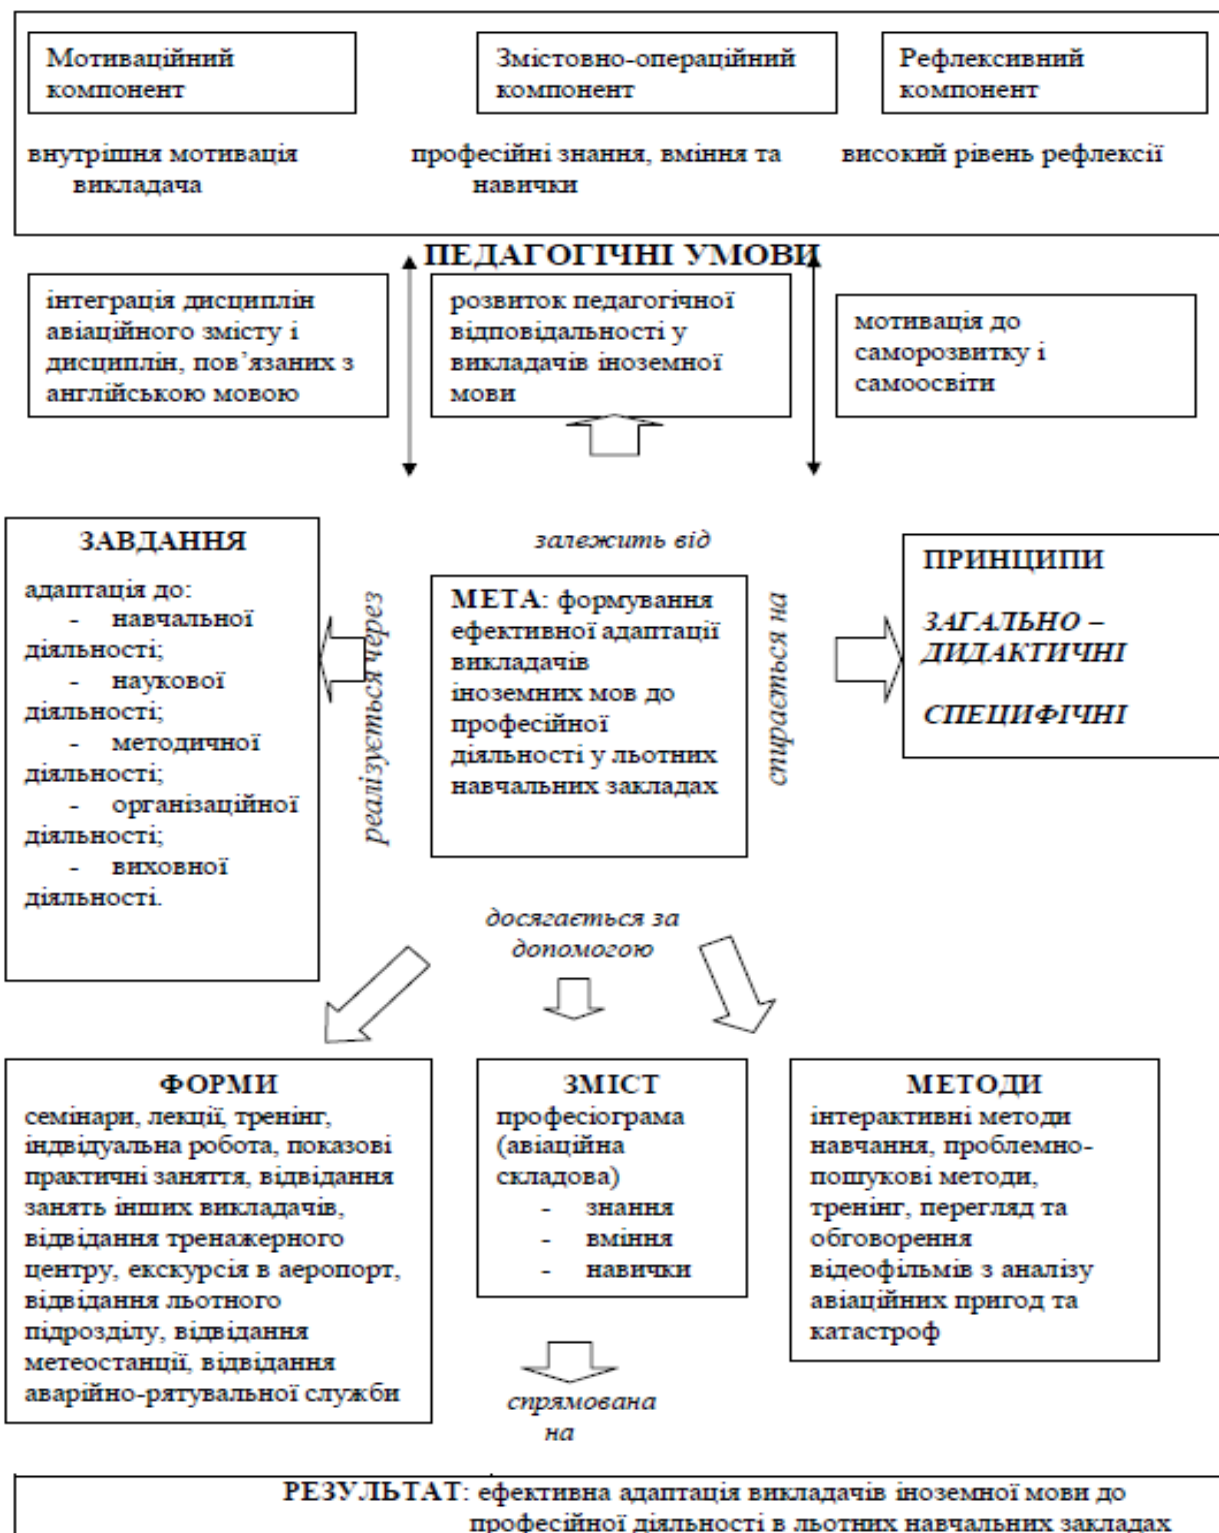 Мотиваційний
компонент
Змістовно-операційний
компонент
Рефлексивний
компонент
внутрішня мотивація
викладача
професійні знання, вміння та
навички
високий рівень рефлексії
ПЕДАГОГІЧНІ УМОВИ
інтеграція дисциплін
авіаційного змісту і
дисциплін, пов’язаних з
англійською мовою
розвиток педагогічної
відповідальності у
викладачів іноземної
мови
мотивація до
саморозвитку і
самоосвіти
ЗАВДАННЯ
адаптація до:
- навчальної
діяльності;
- наукової
діяльності;
- методичної
діяльності;
- організаційної
діяльності;
- виховної
діяльності.
реалізується через
залежить від
МЕТА: формування
ефективної адаптації
викладачів
іноземних мов до
професійної
діяльності у льотних
навчальних закладах
спирається на
ПРИНЦИПИ
ЗАГАЛЬНО –
ДИДАКТИЧНІ
СПЕЦИФІЧНІ
досягається за
допомогою
ФОРМИ
семінари, лекції, тренінг,
індвідуальна робота, показові
практичні заняття, відвідання
занять інших викладачів,
відвідання тренажерного
центру, екскурсія в аеропорт,
відвідання льотного
підрозділу, відвідання
метеостанції, відвідання
аварійно-рятувальної служби
ЗМІСТ
професіограма
(авіаційна
складова)
- знання
- вміння
- навички
МЕТОДИ
інтерактивні методи
навчання, проблемно-
пошукові методи,
тренінг, перегляд та
обговорення
відеофільмів з аналізу
авіаційних пригод та
катастроф
спрямована
на
РЕЗУЛЬТАТ: ефективна адаптація викладачів іноземної мови до
професійної діяльності в льотних навчальних закладах